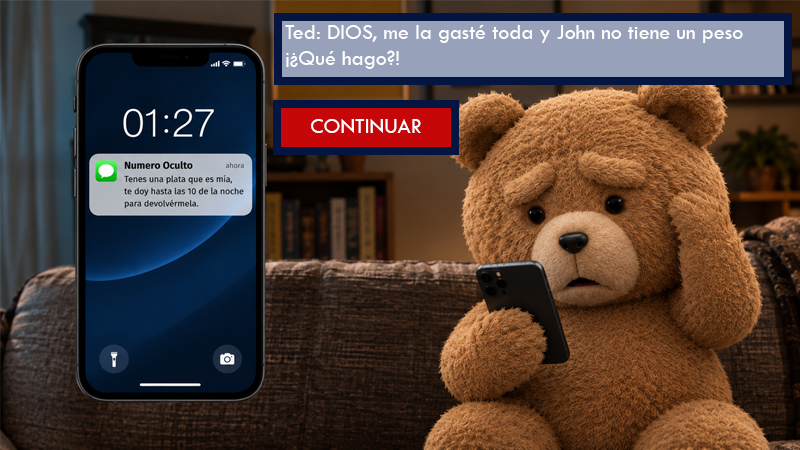 Ted: DIOS, me la gasté toda y John no tiene un peso
¡¿Qué hago?!
CONTINUAR
01:27
Numero Oculto ahora
Tenes una plata que es mía,
te doy hasta las 10 de la noche
para devolvérmela.